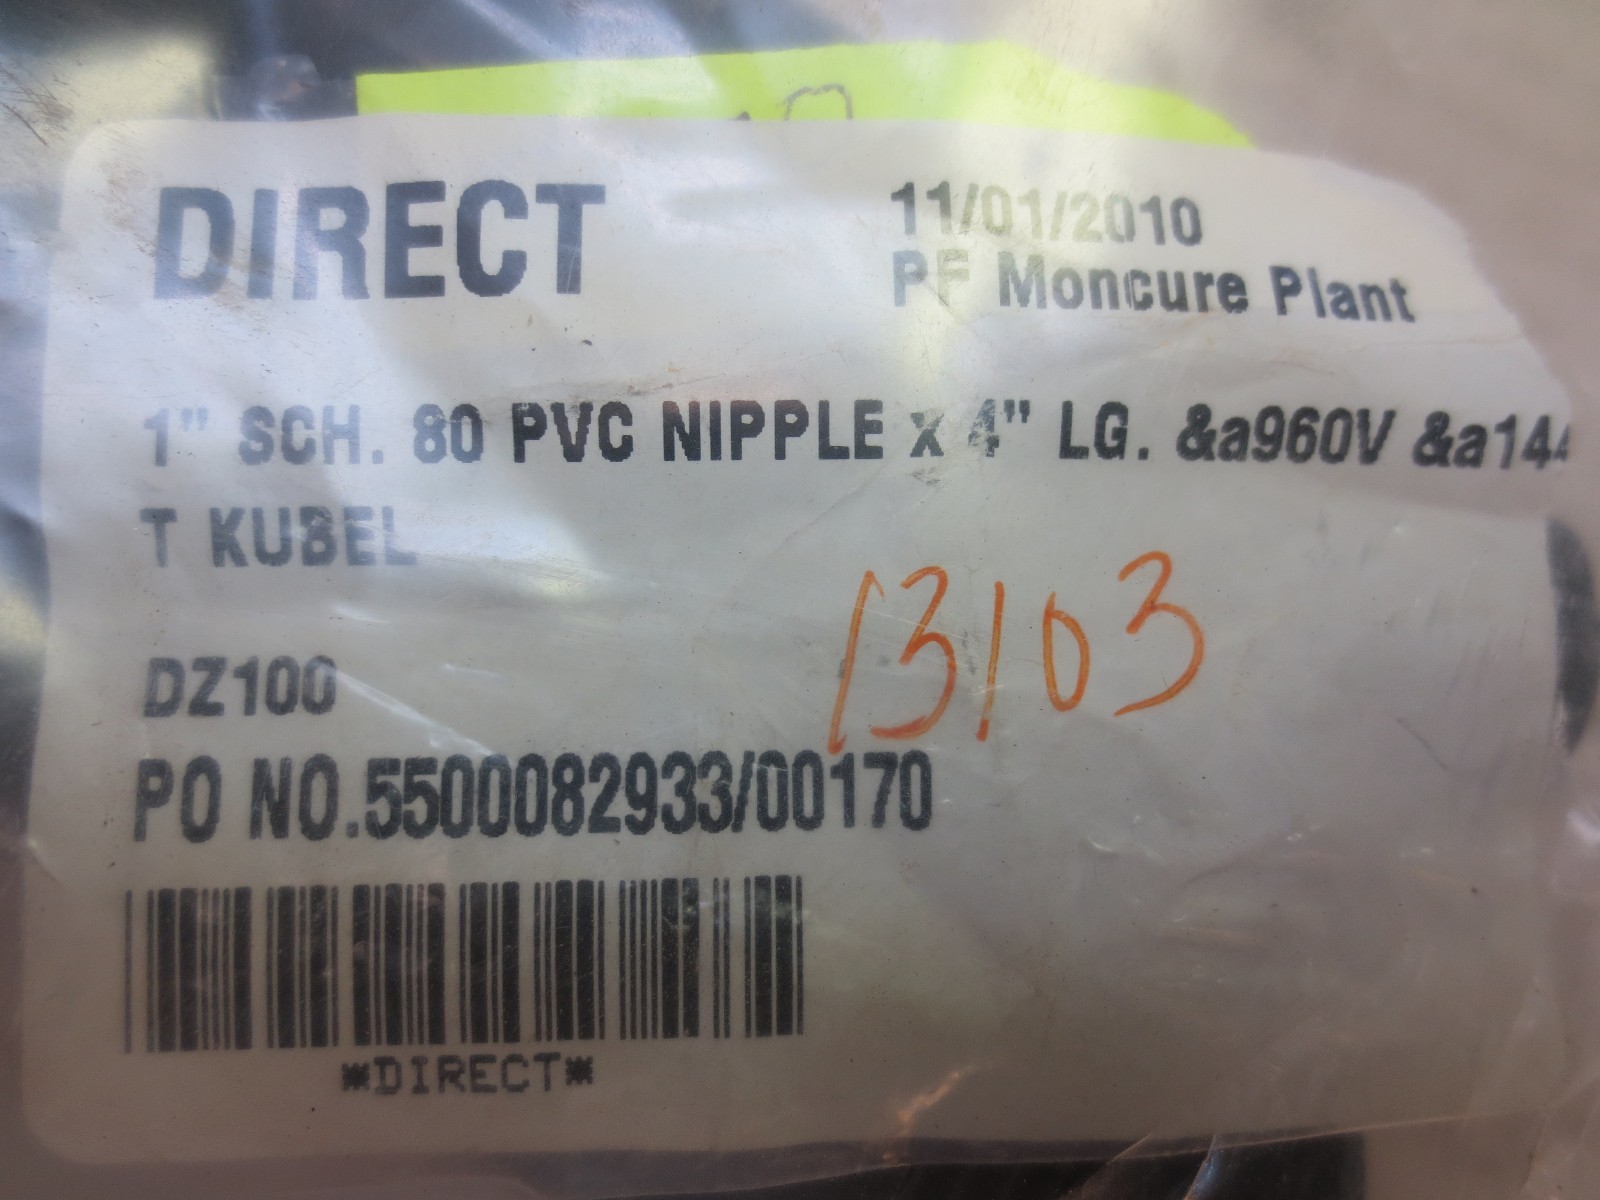 DIRECT
11/01/2010
PF Moncure Plant
1" SCH. 80 PVC NIPPLE x 4" LG. &a960V &a144
T KUBEL
13103
DZ100
PO NO.5500082933/00170
*DIRECT*